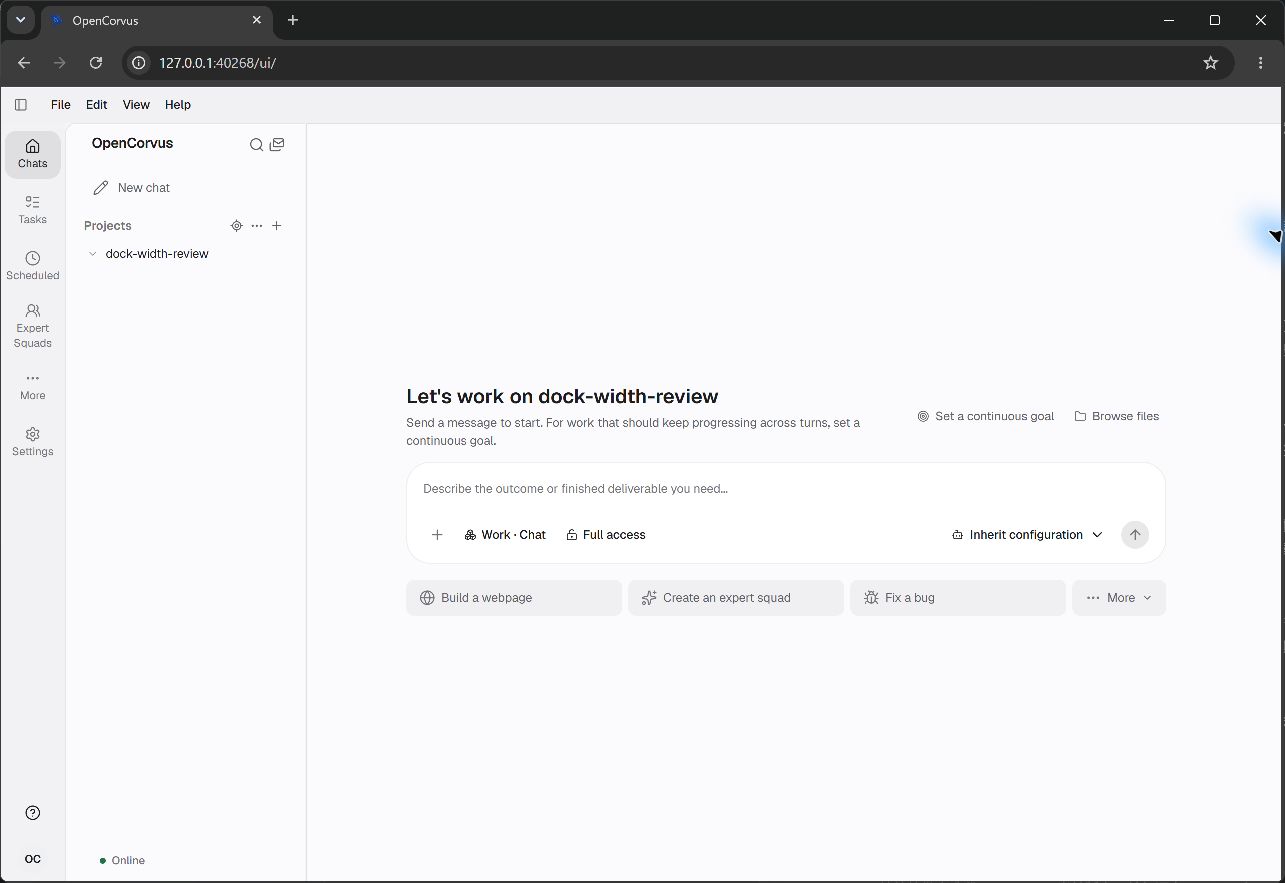 OpenCorvus
127.0.0.1:40268/ui/
File Edit View Help
Chats
Tasks
Scheduled
Expert
Squads
More
Settings
OC
OpenCorvus
New chat
Projects
dock-width-review
Online
Let's work on dock-width-review
Send a message to start. For work that should keep progressing across turns, set a
continuous goal.
Set a continuous goal
Browse files
Describe the outcome or finished deliverable you need...
Work · Chat
Full access
Inherit configuration
Build a webpage
Create an expert squad
Fix a bug
More